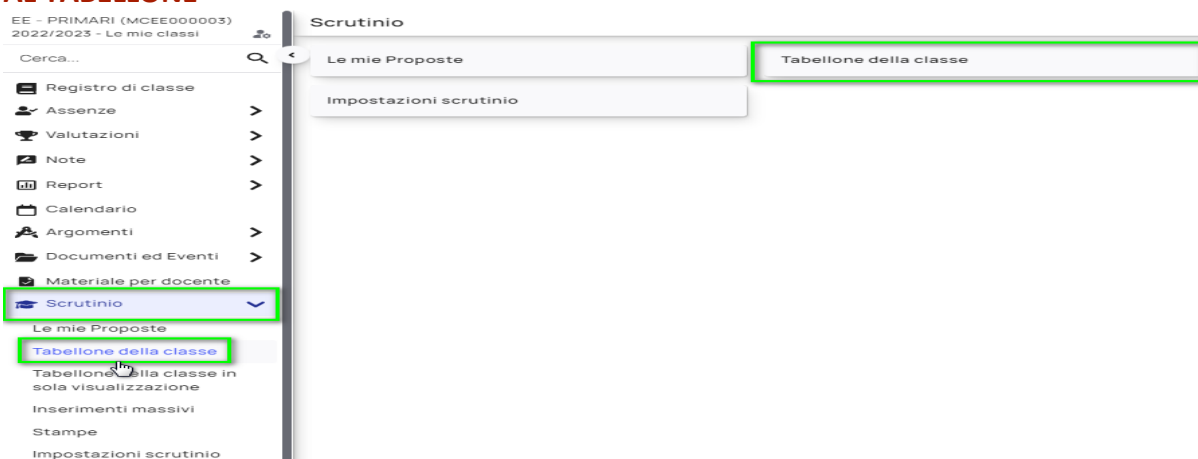 AL TABELLONE
EE - PRIMARI (MCEE000003)
2022/2023 - Le mie classi
Cerca...
Registro di classe
Assenze
Valutazioni
Note
Report
Calendario
Argomenti
Documenti ed Eventi
Materiale per docente
Scrutinio
Le mie Proposte
Tabellone della classe
Tabellone della classe in
sola visualizzazione
Inserimenti massivi
Stampe
Impostazioni scrutinio
Scrutinio
Le mie Proposte
Tabellone della classe
Impostazioni scrutinio